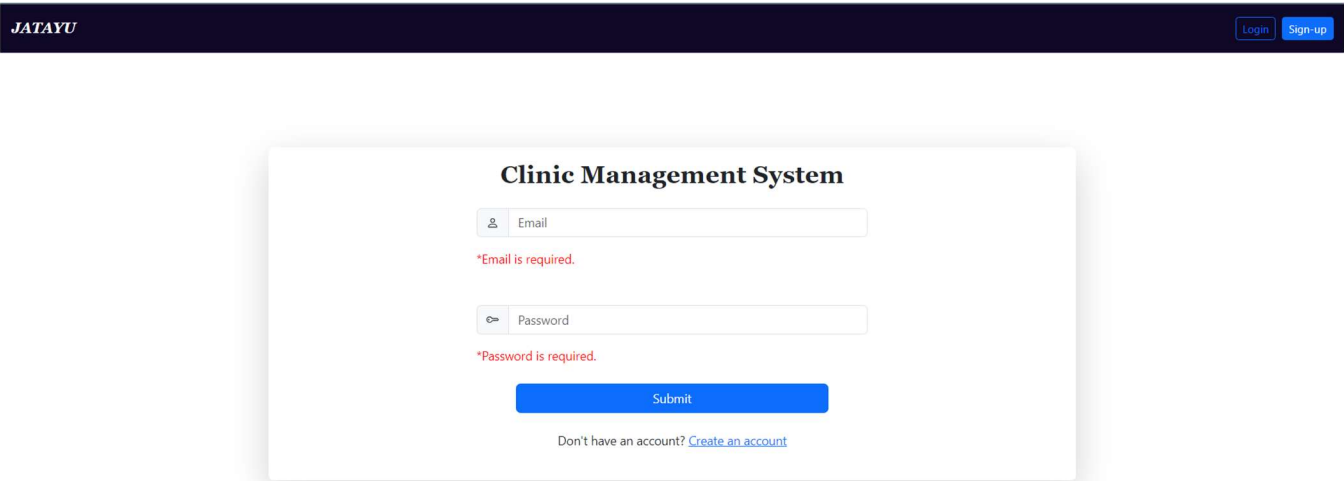 JATAYU
Login Sign-up
Clinic Management System
Email
*Email is required.
Password
*Password is required.
Submit
Don't have an account? Create an account